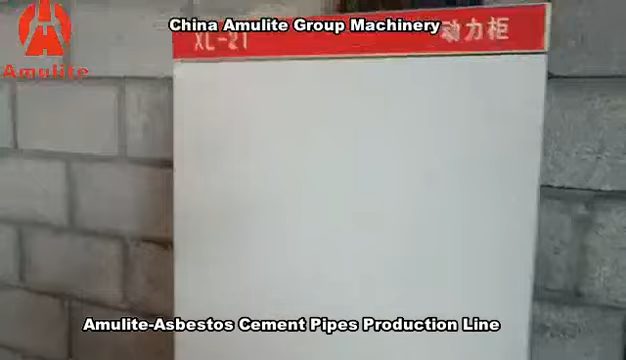 China Amulite Group Machinery
XL-21 动力柜
Amulite
Amulite-Asbestos Cement Pipes Production Line